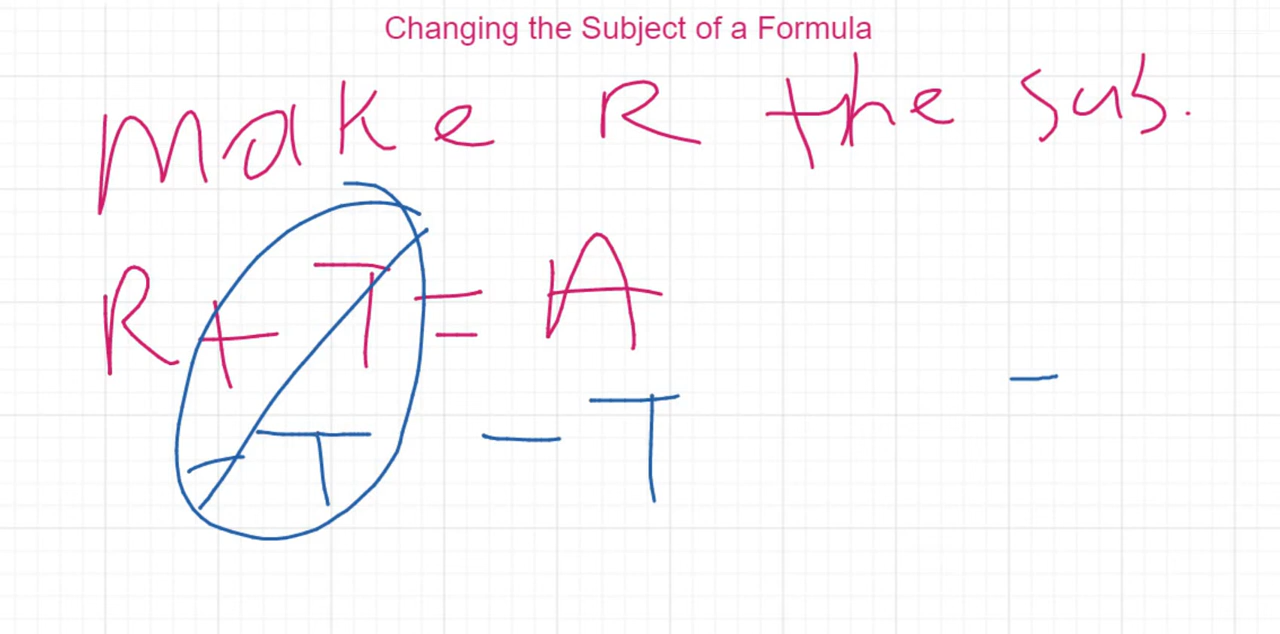 Changing the Subject of a Formula
Make R the sub.
R + T = A
- T - T
-